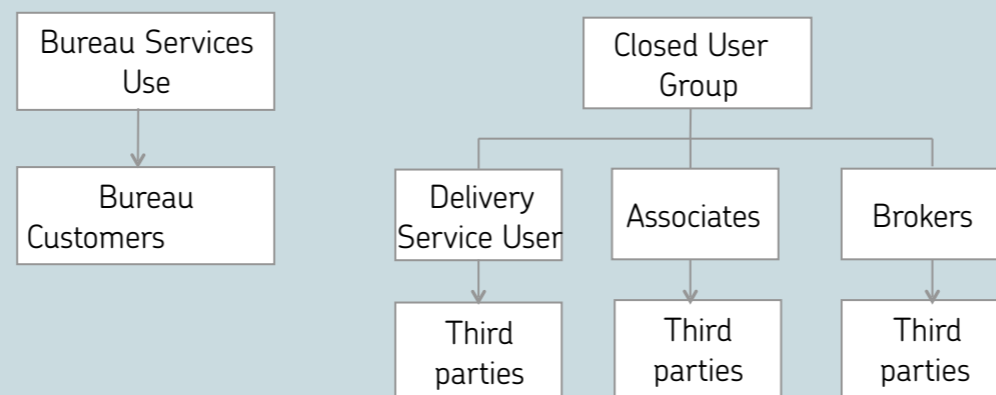 Bureau Services
Use
Bureau
Customers
Closed User
Group
Delivery
Service User
Associates
Brokers
Third
parties
Third
parties
Third
parties